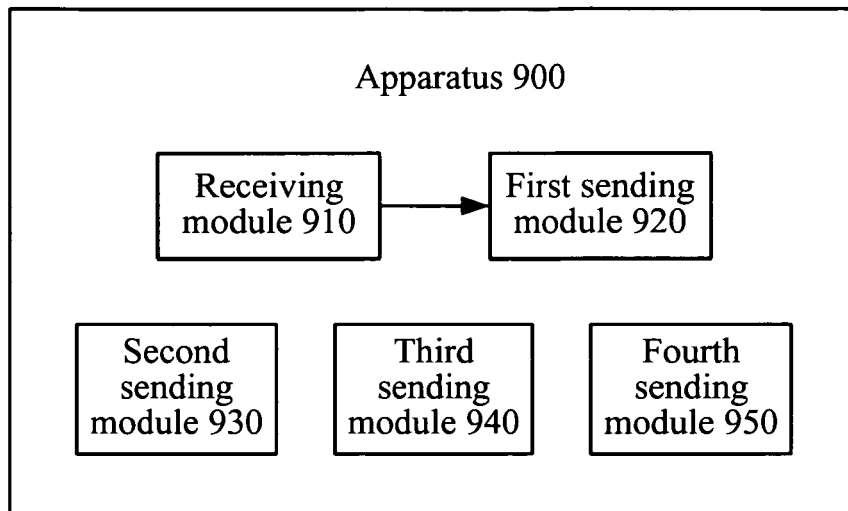 Apparatus 900
Receiving
module 910
First sending
module 920
Second
sending
module 930
Third
sending
module 940
Fourth
sending
module 950